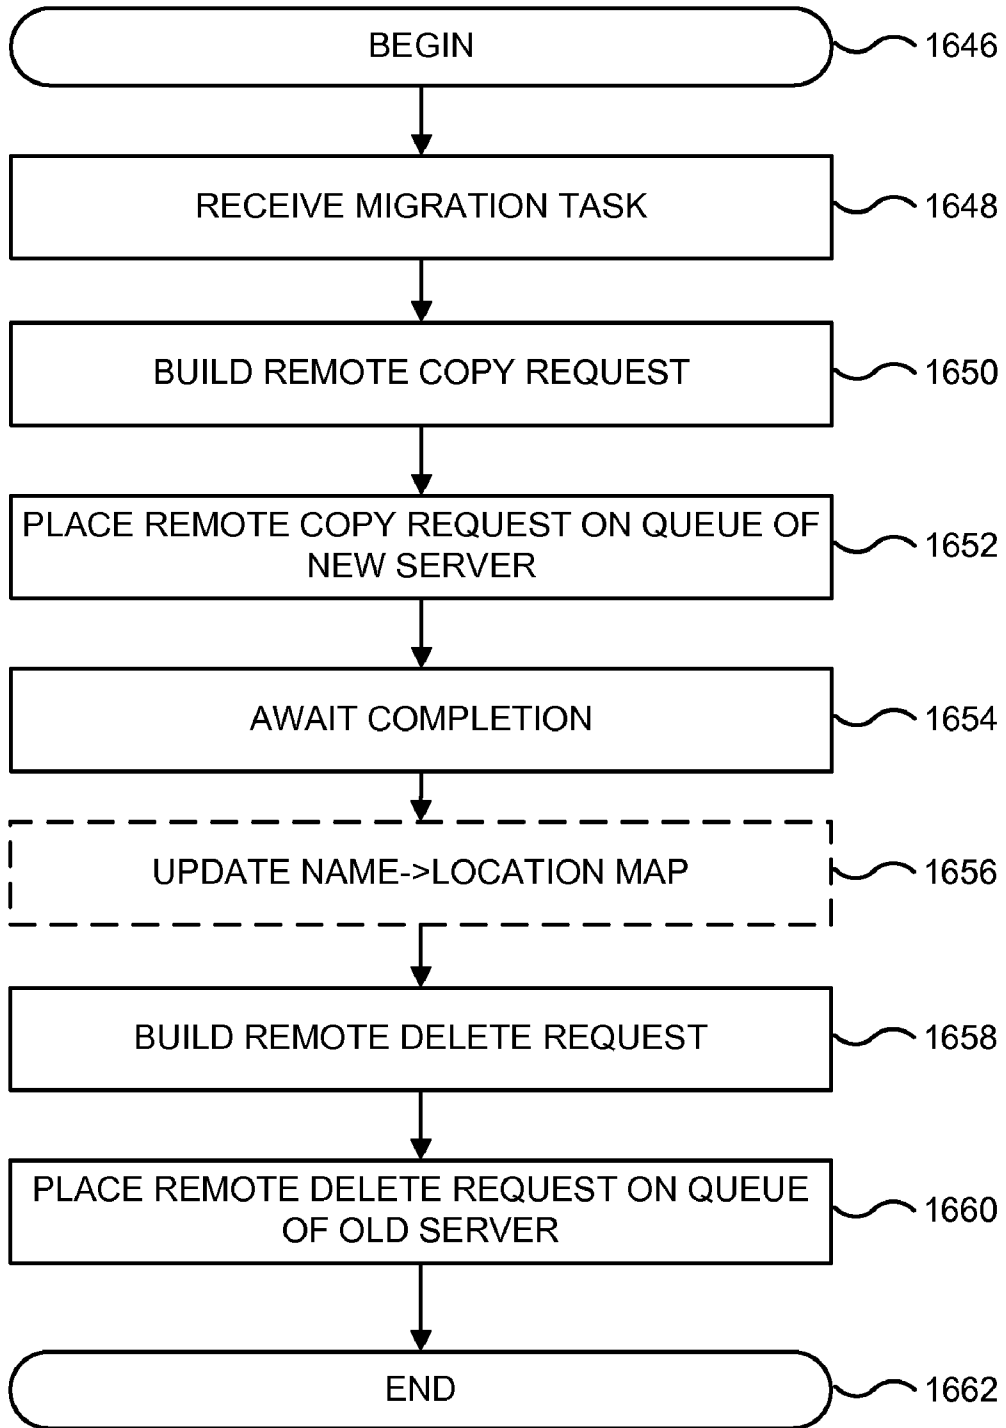 BEGIN
1646
RECEIVE MIGRATION TASK
1648
BUILD REMOTE COPY REQUEST
1650
PLACE REMOTE COPY REQUEST ON QUEUE OF
NEW SERVER
1652
AWAIT COMPLETION
1654
UPDATE NAME->LOCATION MAP
1656
BUILD REMOTE DELETE REQUEST
1658
PLACE REMOTE DELETE REQUEST ON QUEUE
OF OLD SERVER
1660
END
1662